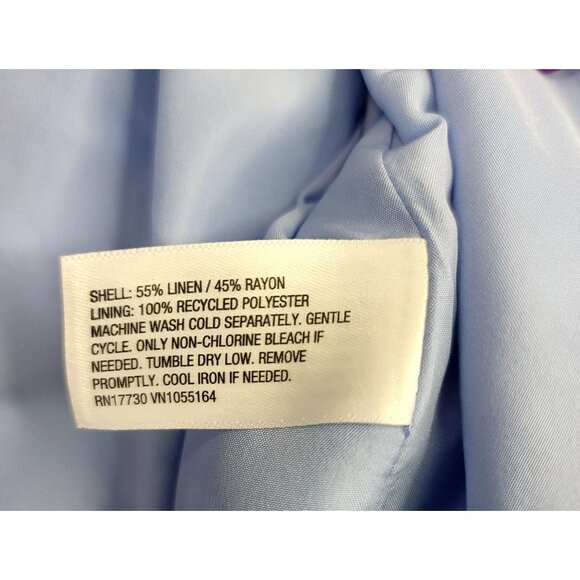 SHELL: 55% LINEN / 45% RAYON
LINING: 100% RECYCLED POLYESTER
MACHINE WASH COLD SEPARATELY. GENTLE
CYCLE. ONLY NON-CHLORINE BLEACH IF
NEEDED. TUMBLE DRY LOW. REMOVE
PROMPTLY. COOL IRON IF NEEDED.
RN17730 VN1055164